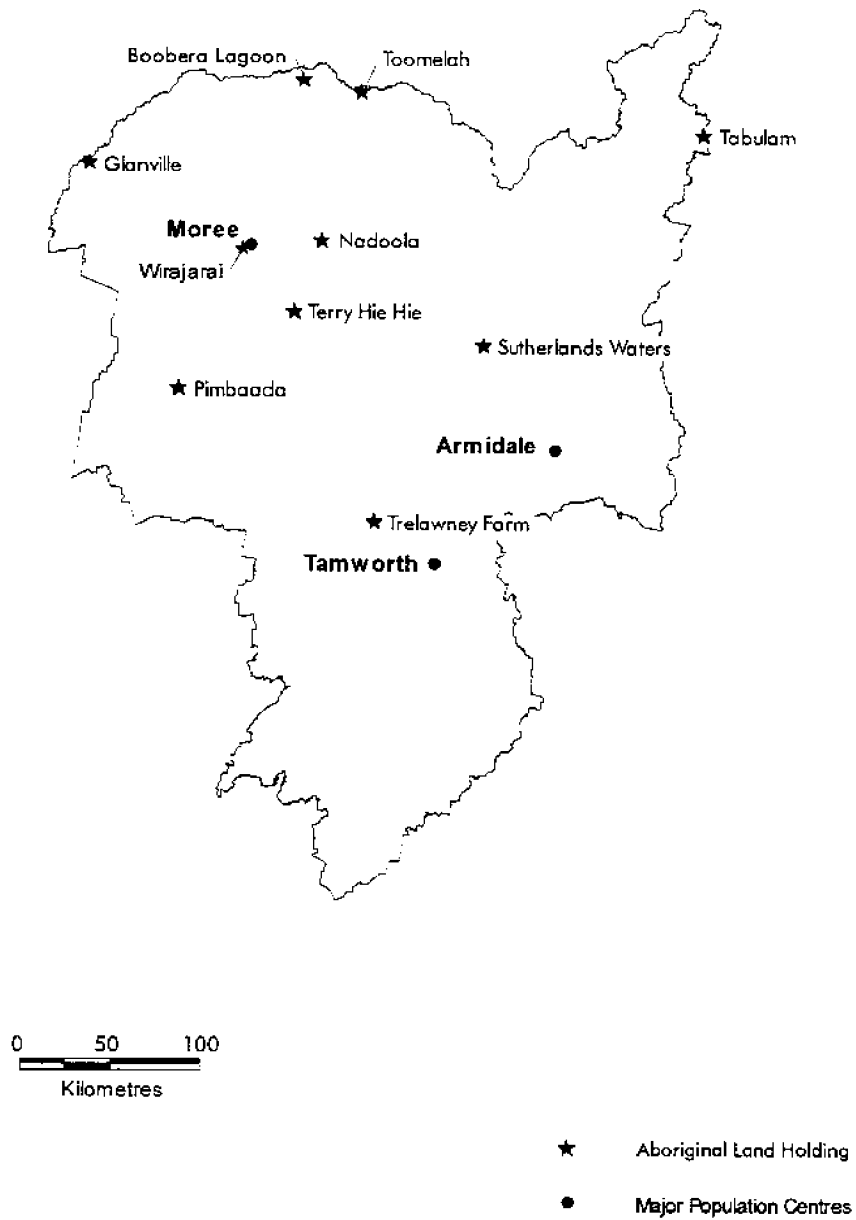 Boobera Lagoon
Toomelah
Tabulam
Glanville
Moree
Nadoola
Wirajarai
Terry Hie Hie
Sutherlands Waters
Pimbaada
Armidale
Trelawney Farm
Tamworth
0 50 100
Kilometres
Aboriginal Land Holding
Major Population Centres